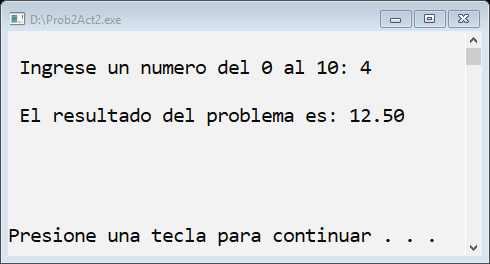 D:\Prob2Act2.exe
Ingrese un numero del 0 al 10: 4
El resultado del problema es: 12.50
Presione una tecla para continuar . . .